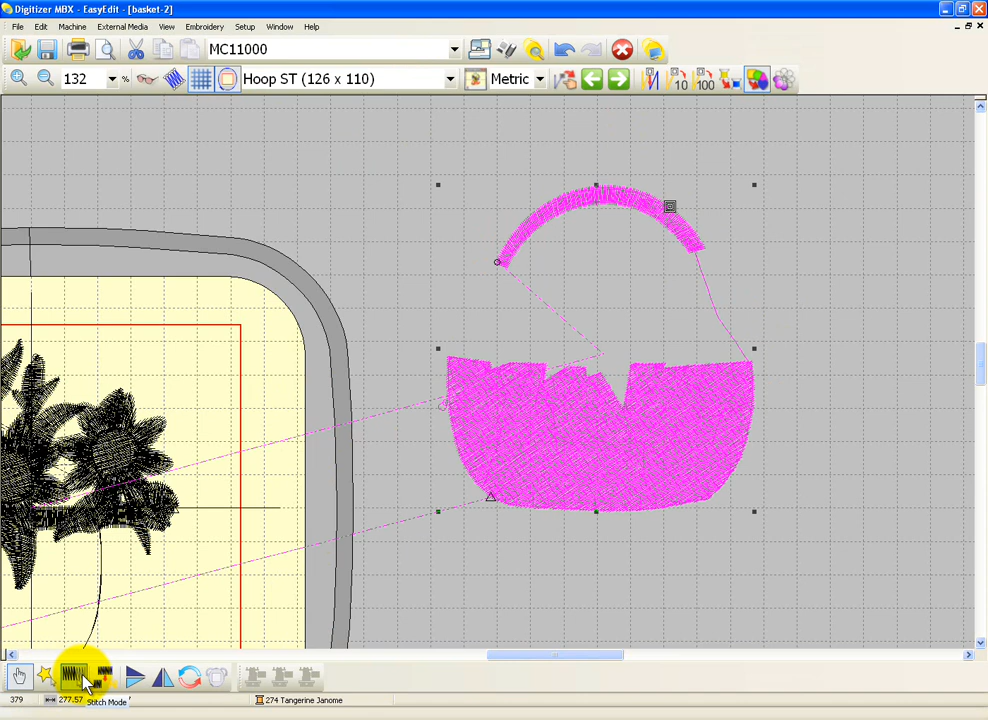 Digitizer MBX - EasyEdit - [basket-2]
File Edit Machine External Media View Embroidery Setup Window Help
MC11000
132 % Hoop ST (126 x 110) Metric 10 100
379 277.57 274 Tangerine Janome
Stitch Mode